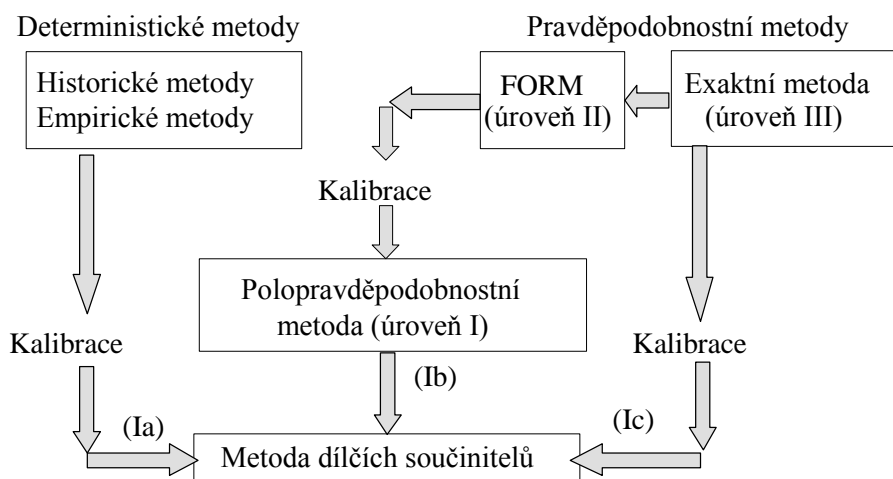 Deterministické metody
Pravděpodobnostní metody
Historické metody
Empirické metody
FORM
(úroveň II)
Exaktní metoda
(úroveň III)
Kalibrace
Polopravděpodobnostní
metoda (úroveň I)
Kalibrace
Kalibrace
(Ia)
(Ib)
(Ic)
Metoda dílčích součinitelů